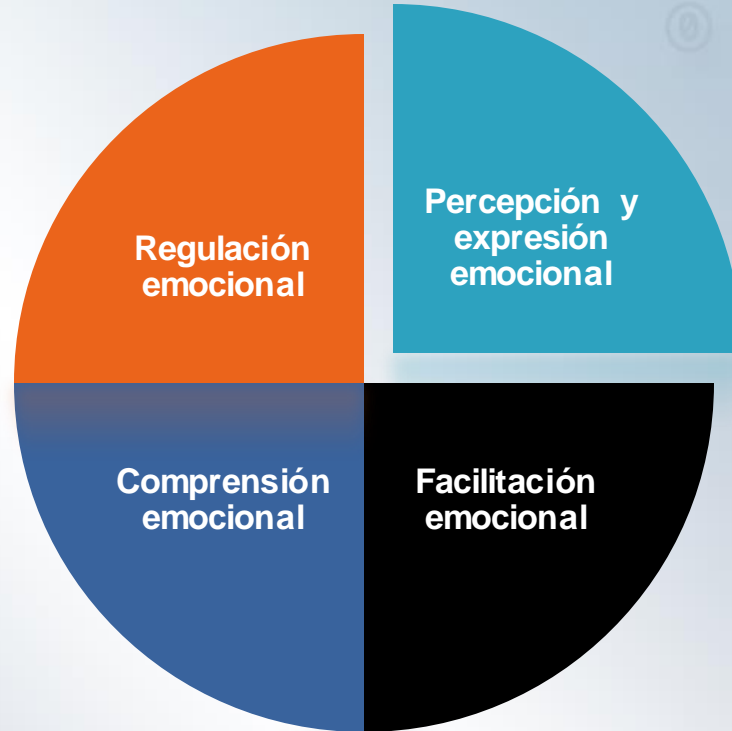 Regulación
emocional
Percepción y
expresión
emocional
Comprensión
emocional
Facilitación
emocional